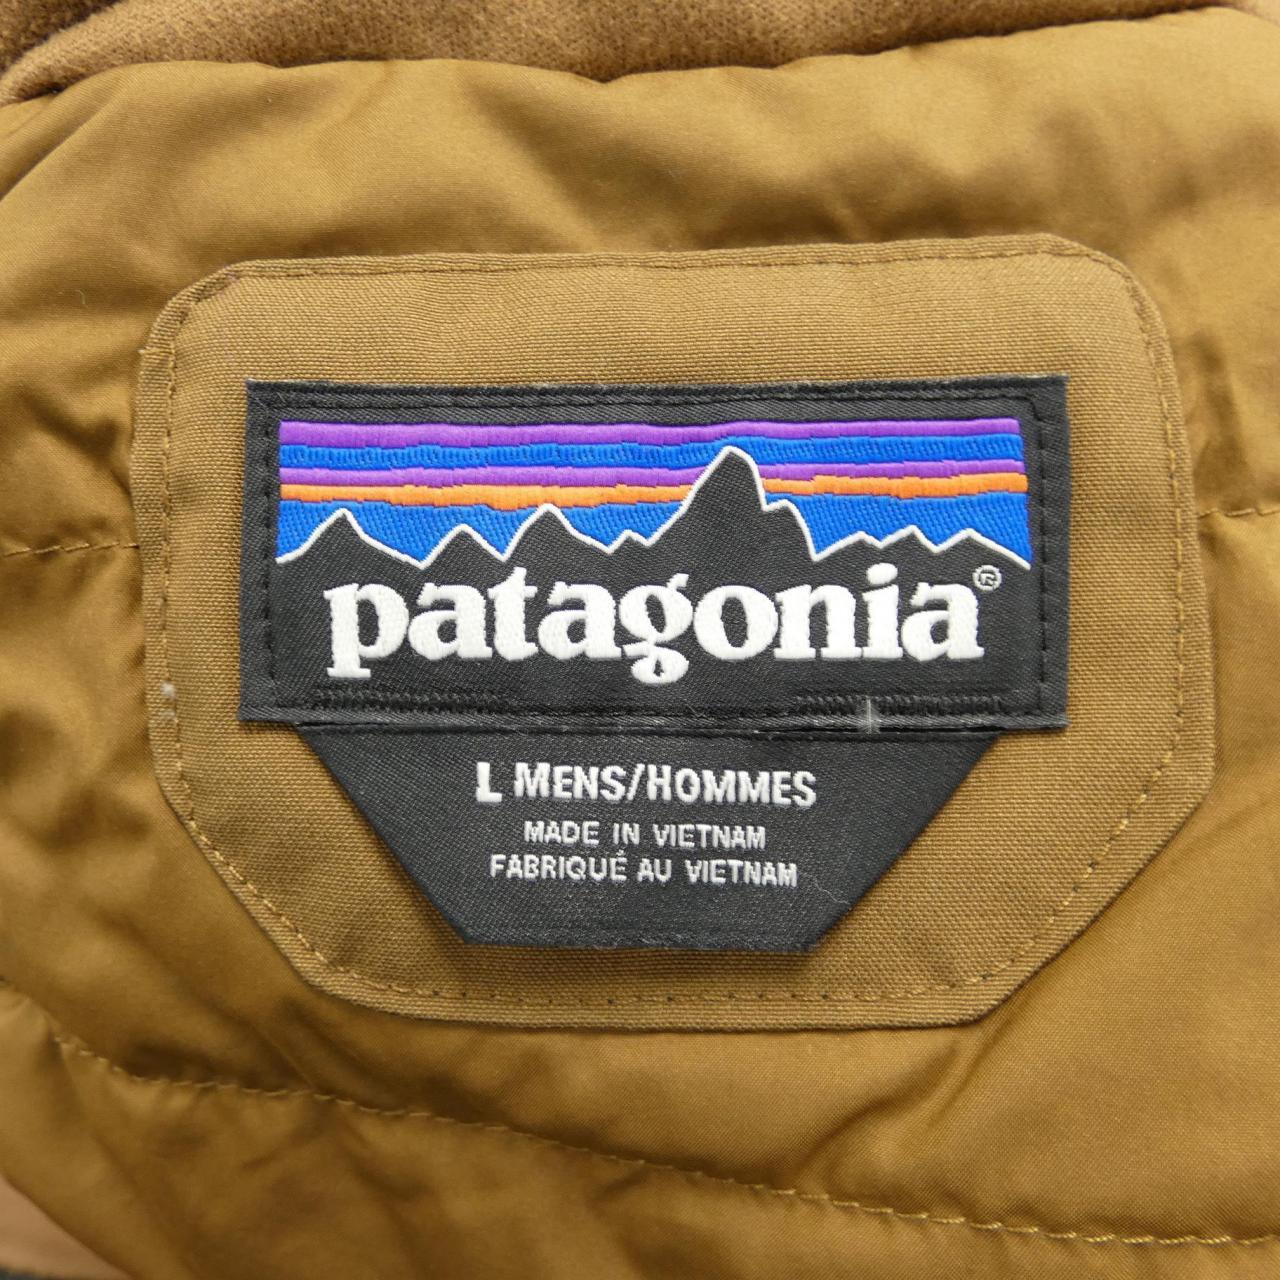 patagonia®
L MENS/HOMMES
MADE IN VIETNAM
FABRIQUÉ AU VIETNAM